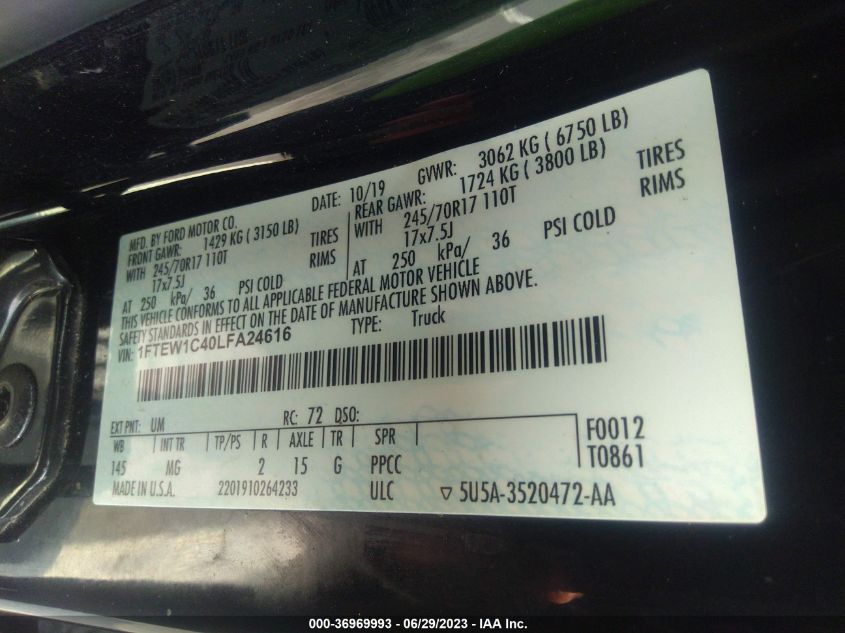 MFD. BY FORD MOTOR CO.
DATE: 10/19 GVWR: 3062 KG ( 6750 LB)
FRONT GAWR: 1429 KG ( 3150 LB) REAR GAWR: 1724 KG ( 3800 LB)
WITH 245/70R17 110T TIRES WITH 245/70R17 110T TIRES
17x7.5J RIMS 17x7.5J RIMS
AT 250 kPa/ 36 PSI COLD AT 250 kPa/ 36 PSI COLD
THIS VEHICLE CONFORMS TO ALL APPLICABLE FEDERAL MOTOR VEHICLE
SAFETY STANDARDS IN EFFECT ON THE DATE OF MANUFACTURE SHOWN ABOVE.
VIN: 1FTEW1C40LFA24616 TYPE: Truck
EXT PNT: UM RC: 72 DSO:
WB INT TR TP/PS R AXLE TR SPR F0012
145 MG 2 15 G PPCC T0861
MADE IN U.S.A. 2201910264233 ULC ▽ 5U5A-3520472-AA
000-36969993 - 06/29/2023 - IAA Inc.